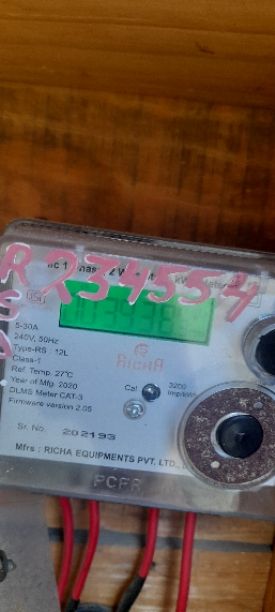 R234554
5-30A
240V, 50Hz
Type-RS : 12L
Class-1
Ref. Temp. 27°C
Year of Mfg. 2020
DLMS Meter CAT-3
Firmware version 2.05
RICHA
Cal
3200
Sr. No. 202193
Mfrs : RICHA EQUIPMENTS PVT. LTD.,